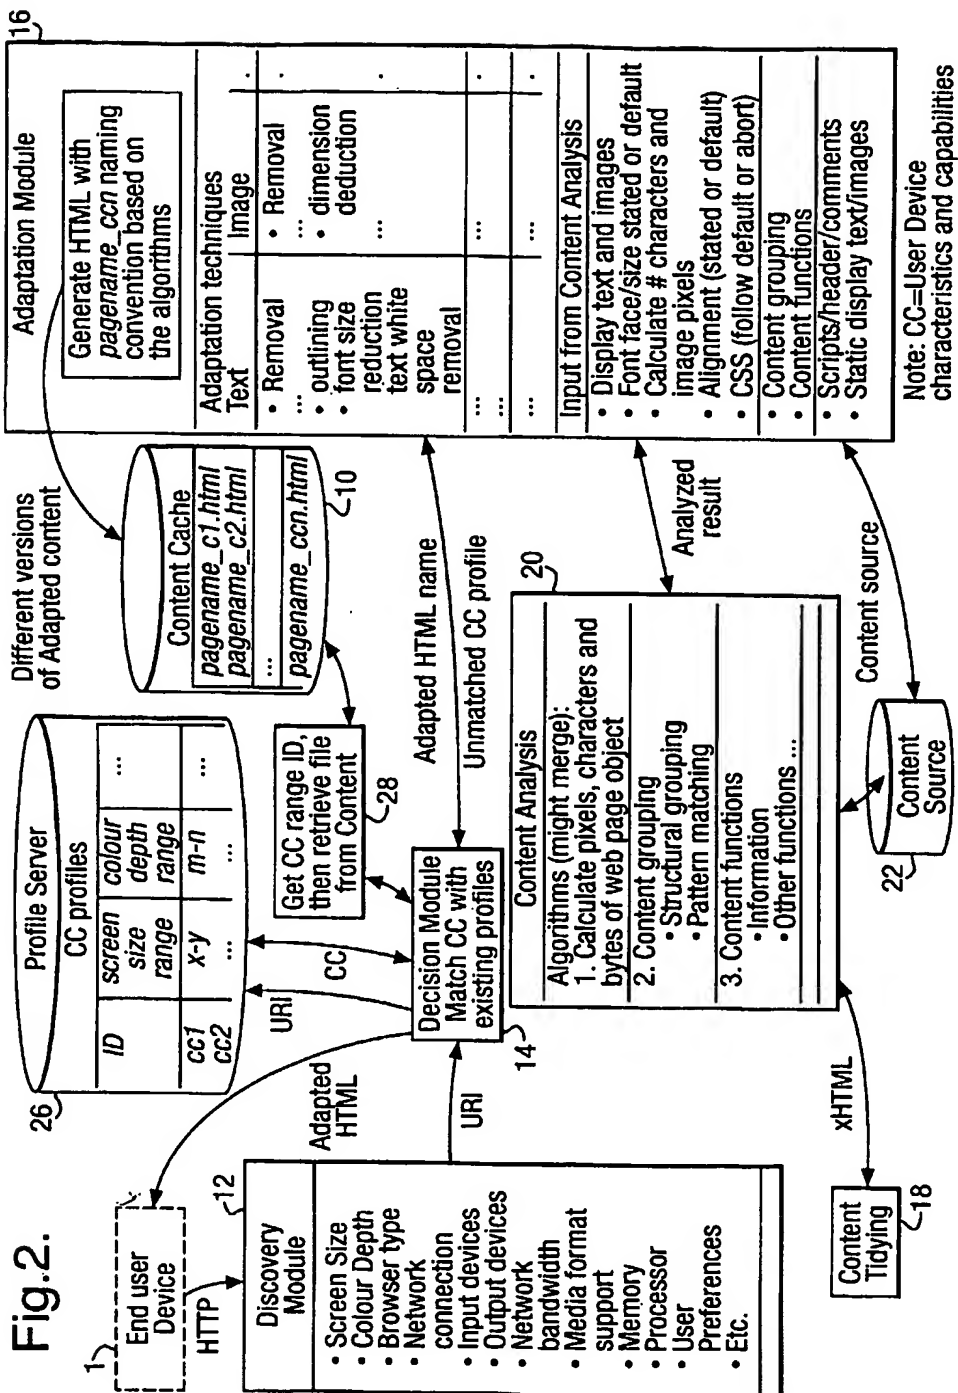 Fig.2.
1
End user
Device
HTTP
12
Discovery
Module
• Screen Size
• Colour Depth
• Browser type
• Network
connection
• Input devices
• Output devices
• Network
bandwidth
• Media format
support
• Memory
• Processor
• User
Preferences
• Etc.
26
Profile Server
CC profiles
ID
screen
size
range
colour
depth
range
...
cc1
cc2
x-y
...
m-n
...
...
Adapted
HTML
URI
CC
URI
Decision Module
Match CC with
existing profiles
14
Get CC range ID,
then retrieve file
from Content
28
Different versions
of Adapted content
Content Cache
pagename_c1.html
pagename_c2.html
...
pagename_ccn.html
10
Adapted HTML name
Unmatched CC profile
20
Content Analysis
Algorithms (might merge):
1. Calculate pixels, characters and
bytes of web page object
2. Content grouping
• Structural grouping
• Pattern matching
3. Content functions
• Information
• Other functions ...
xHTML
Content
Tidying
18
22
Content
Source
Content source
Analyzed
result
16
Adaptation Module
Generate HTML with
pagename_ccn naming
convention based on
the algorithms
Adaptation techniques
Text
Image
.
• Removal
...
• outlining
• font size
reduction
text white
space
removal
• Removal
...
• dimension
deduction
...
.
.
...
...
.
...
...
...
.
Input from Content Analysis
• Display text and images
• Font face/size stated or default
• Calculate # characters and
image pixels
• Alignment (stated or default)
• CSS (follow default or abort)
• Content grouping
• Content functions
• Scripts/header/comments
• Static display text/images
Note: CC=User Device
characteristics and capabilities